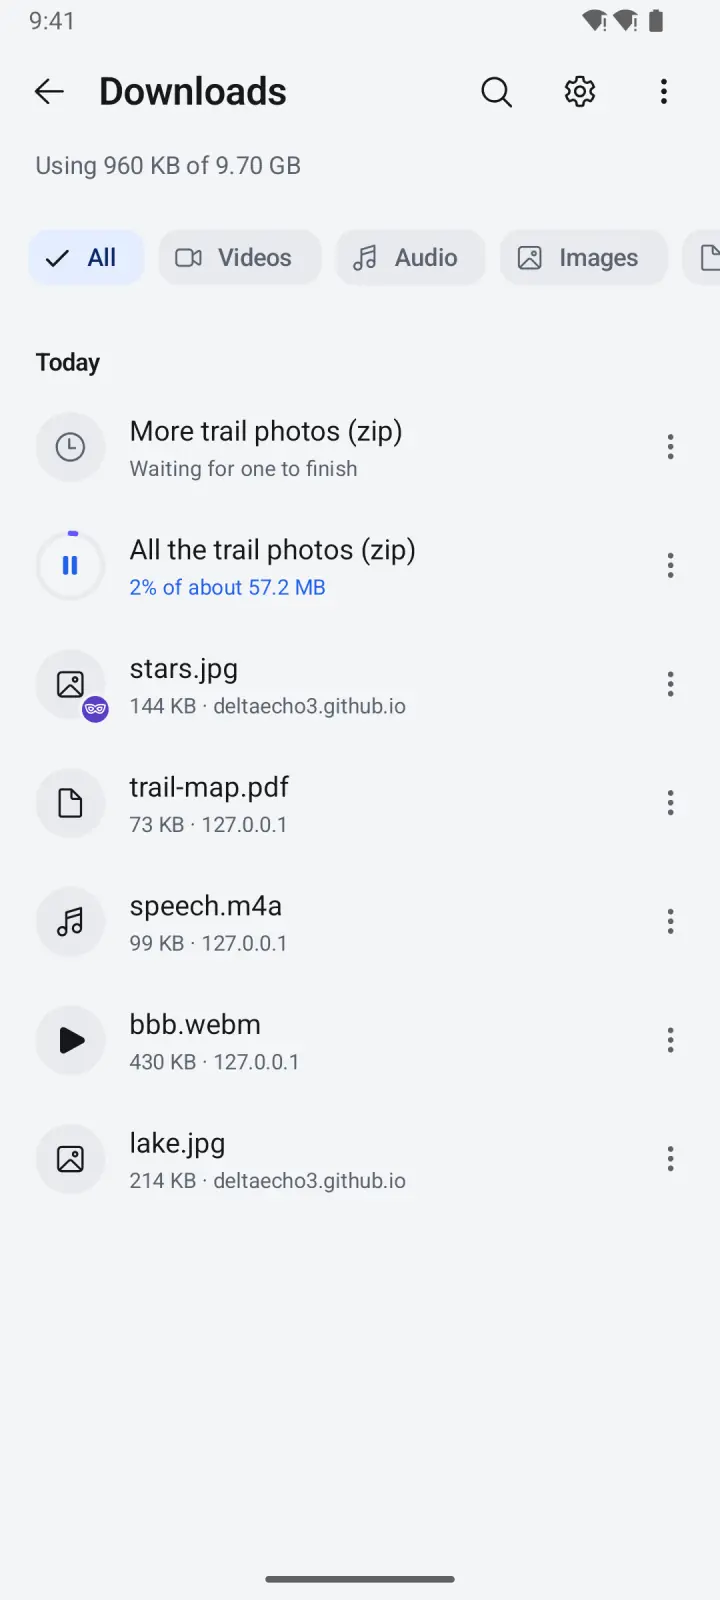 9:41
Downloads
Using 960 KB of 9.70 GB
All
Videos
Audio
Images
Today
More trail photos (zip)
Waiting for one to finish
All the trail photos (zip)
2% of about 57.2 MB
stars.jpg
144 KB · deltaecho3.github.io
trail-map.pdf
73 KB · 127.0.0.1
speech.m4a
99 KB · 127.0.0.1
bbb.webm
430 KB · 127.0.0.1
lake.jpg
214 KB · deltaecho3.github.io